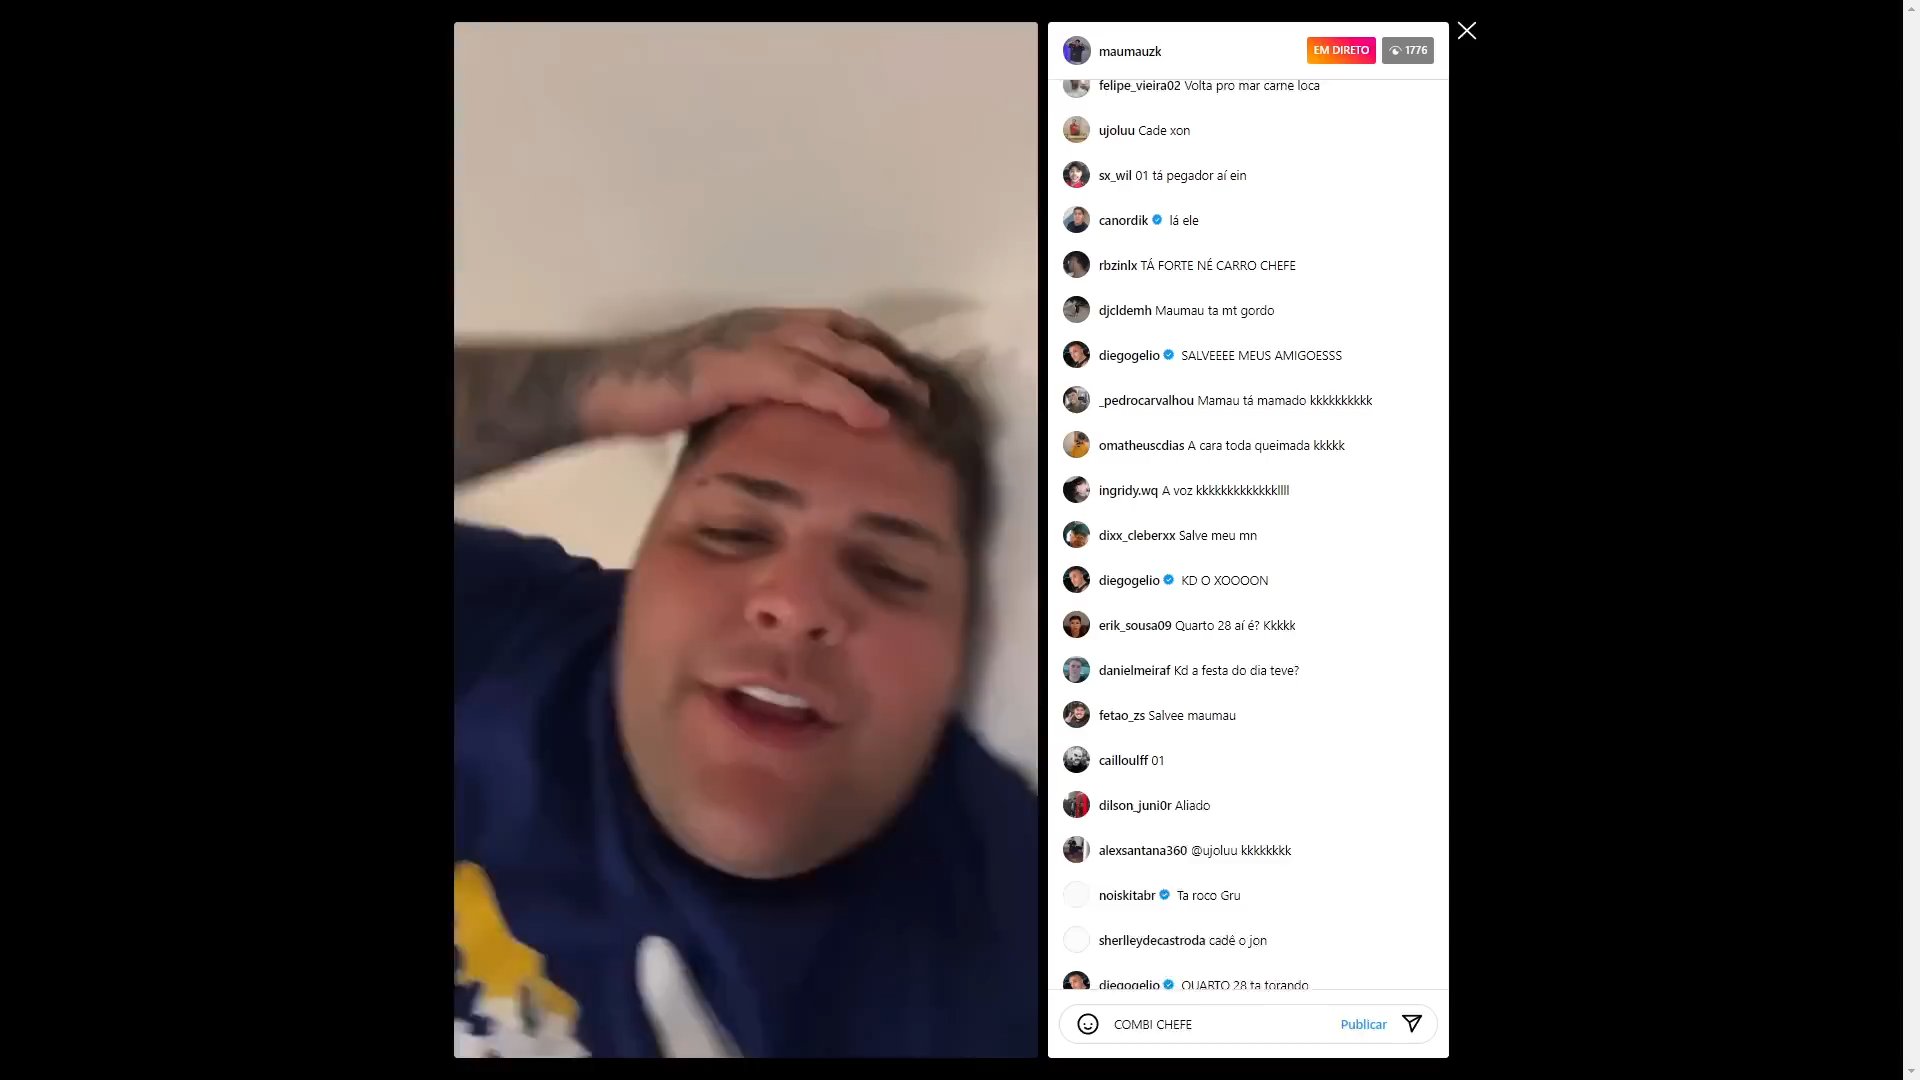 maumauzk
EM DIRETO
1776
felipe_vieira02 Volta pro mar carne loca
ujoluu Cade xon
sx_wil 01 tá pegador aí ein
canordik lá ele
rbzinlx TÁ FORTE NÉ CARRO CHEFE
djcldemh Maumau ta mt gordo
diegogelio SALVEEEE MEUS AMIGOESSS
_pedrocarvalhou Mamau tá mamado kkkkkkkkkk
omatheuscdias A cara toda queimada kkkkk
ingridy.wq A voz kkkkkkkkkkkkkllll
dixx_cleberxx Salve meu mn
diegogelio KD O XOOOON
erik_sousa09 Quarto 28 aí é? Kkkkk
danielmeiraf Kd a festa do dia teve?
fetao_zs Salvee maumau
cailloulff 01
dilson_juni0r Aliado
alexsantana360 @ujoluu kkkkkkkk
noiskitabr Ta roco Gru
sherlleydecastroda cadê o jon
diegogelio QUARTO 28 ta torando
COMBI CHEFE
Publicar